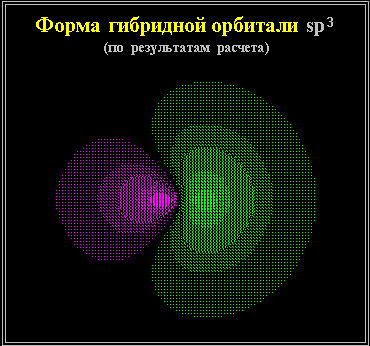 Форма гибридной орбитали sp³
(по результатам расчета)